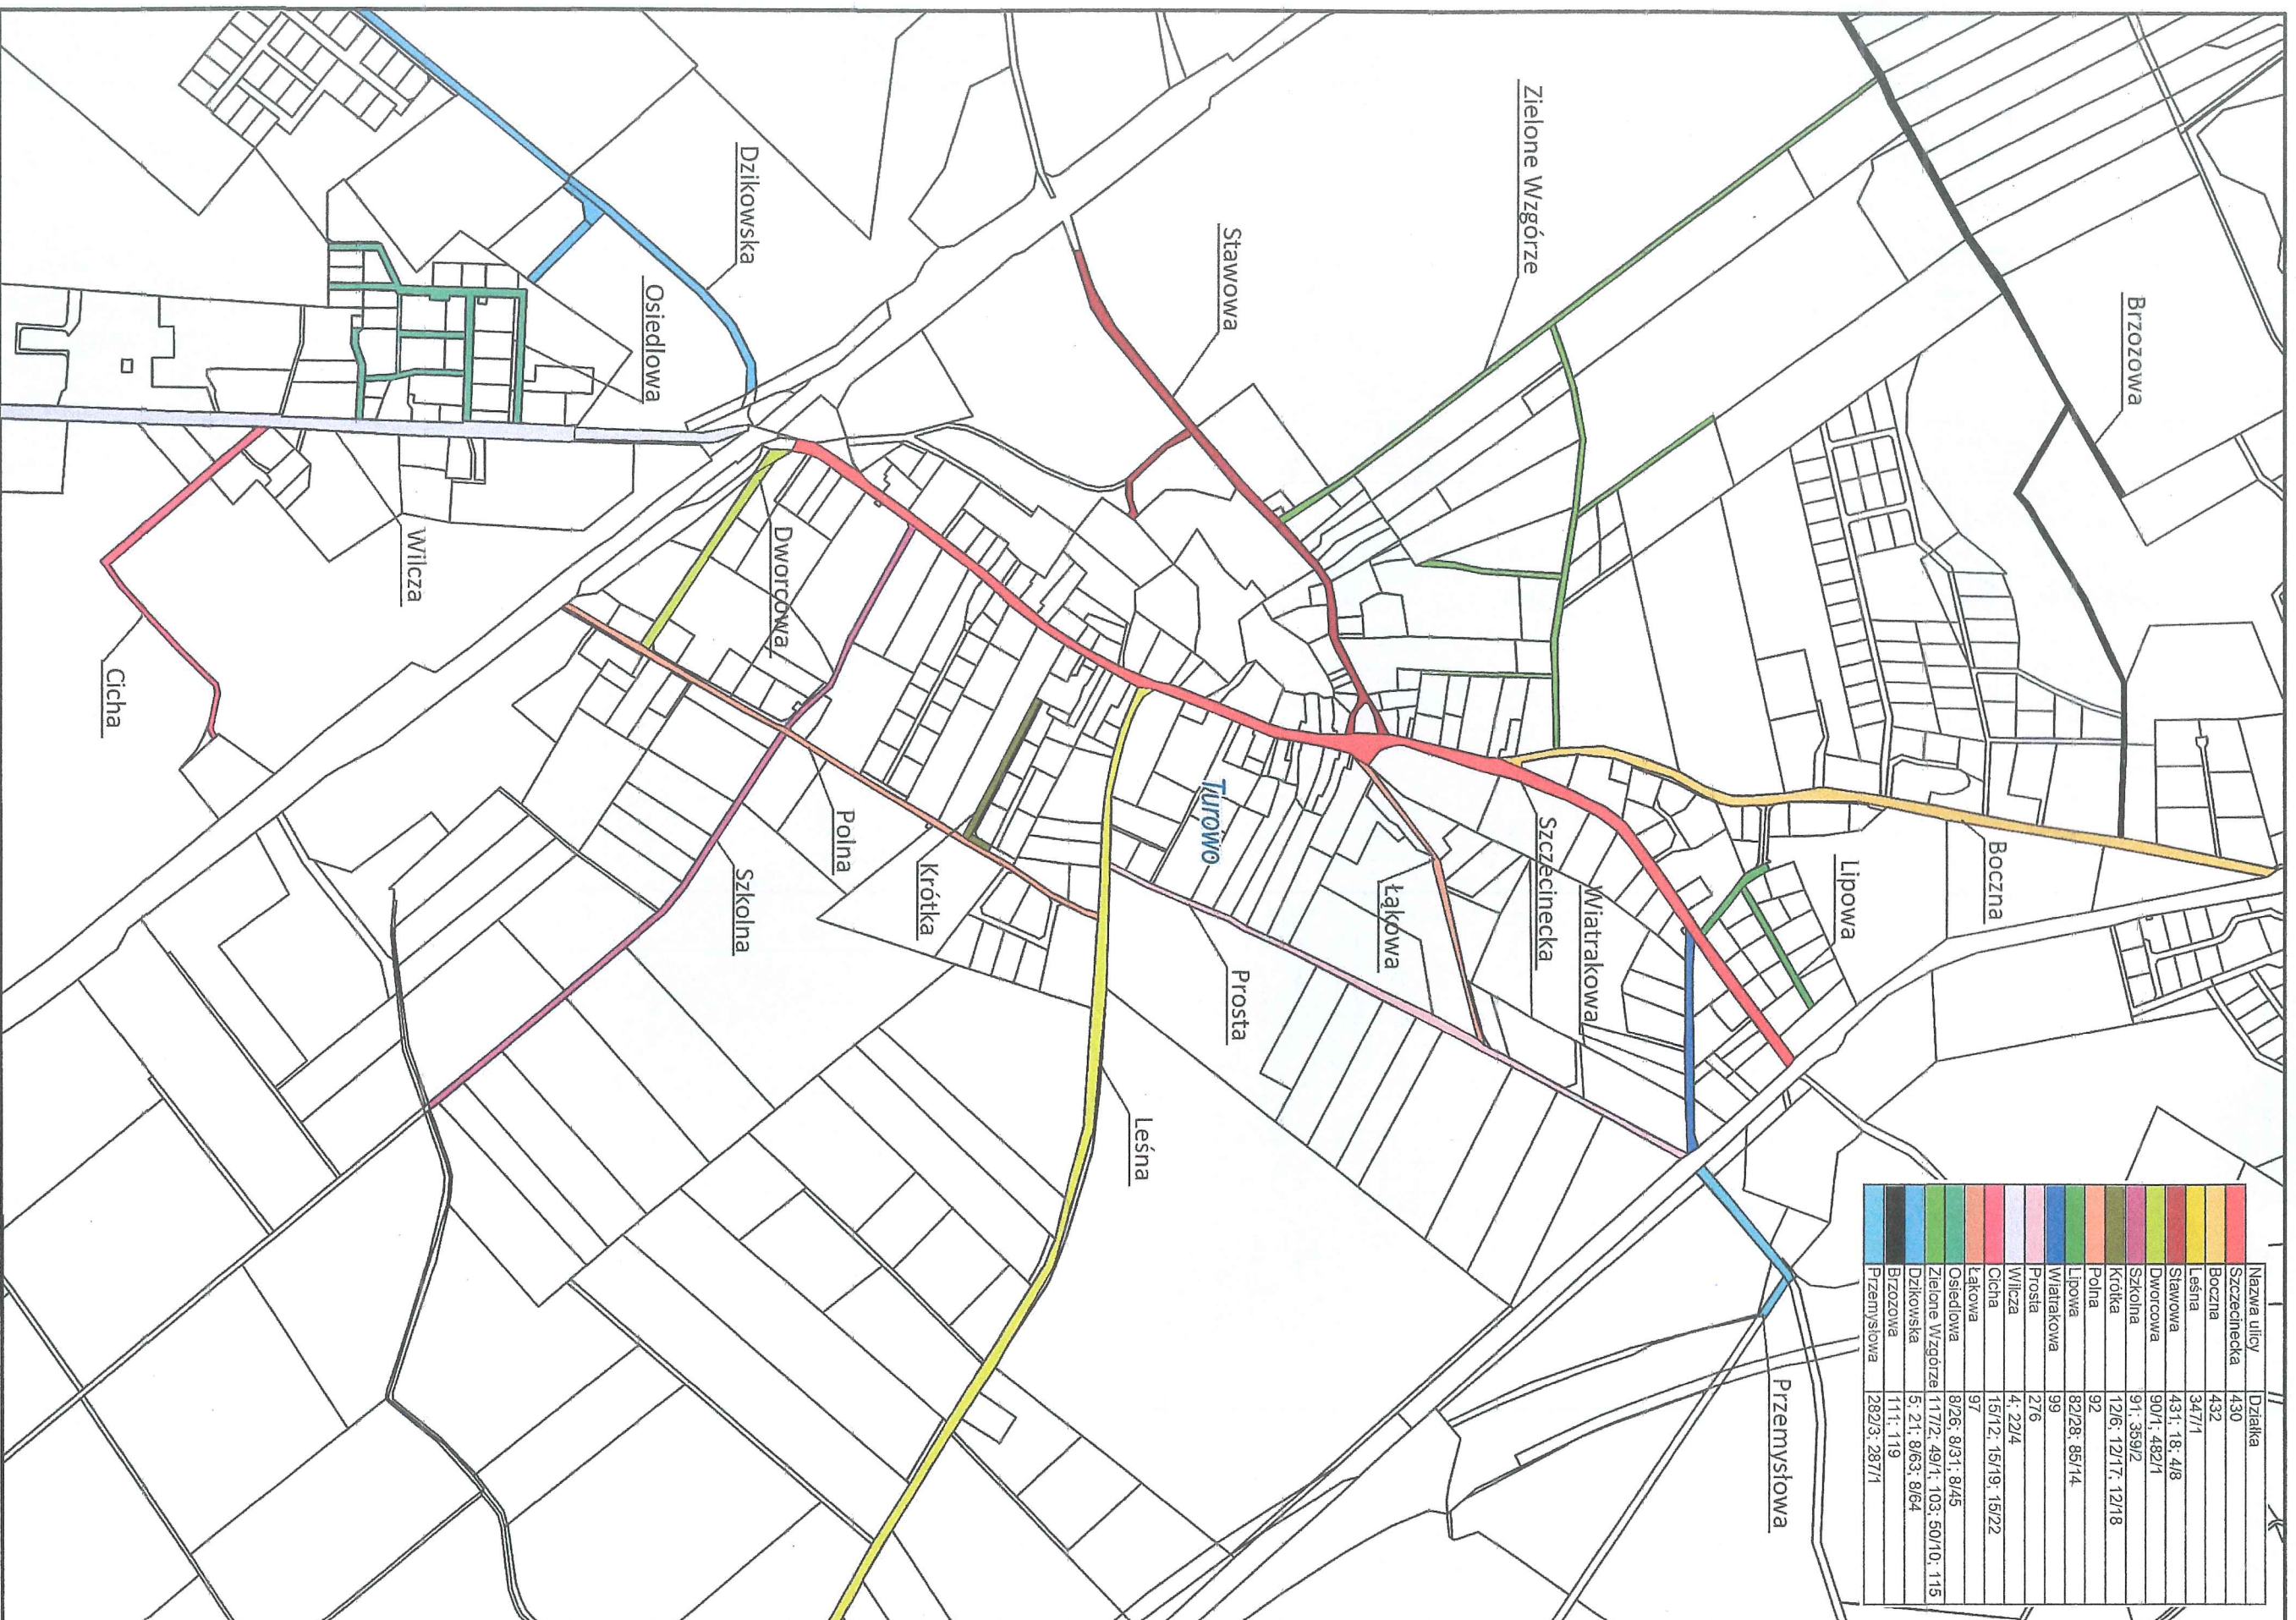 Nazwa ulicy Działka
Szczecinecka 430
Boczna 432
Leśna 347/1
Stawowa 431; 18; 4/8
Dworcowa 90/1; 482/1
Szkolna 91; 359/2
Krótka 12/6; 12/17; 12/18
Polna 92
Lipowa 82/28; 85/14
Wiatrakowa 99
Prosta 276
Wilcza 4; 22/4
Cicha 15/12; 15/19; 15/22
Łąkowa 97
Osiedlowa 8/26; 8/31; 8/45
Zielone Wzgórze 117/2; 49/1; 103; 50/10; 115
Dzikowska 5; 21; 8/63; 8/64
Brzozowa 111; 119
Przemysłowa 282/3; 287/1
Brzozowa
Boczna
Lipowa
Przemysłowa
Wiatrakowa
Szczecinecka
Zielone Wzgórze
Łąkowa
Prosta
Stawowa
Turowo
Leśna
Krótka
Polna
Dworcowa
Szkolna
Dzikowska
Osiedlowa
Wilcza
Cicha